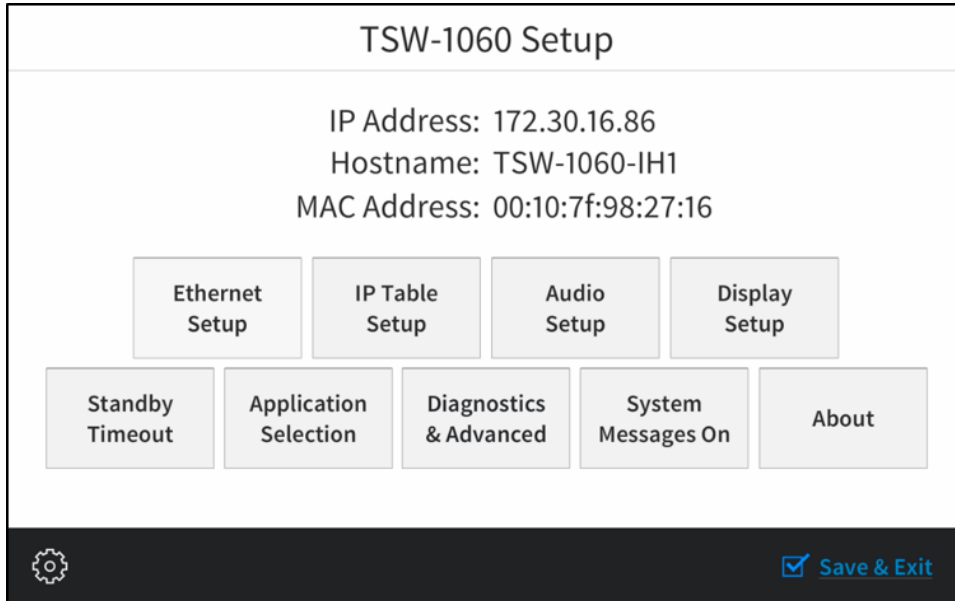 TSW-1060 Setup
IP Address: 172.30.16.86
Hostname: TSW-1060-IH1
MAC Address: 00:10:7f:98:27:16
Ethernet
Setup
IP Table
Setup
Audio
Setup
Display
Setup
Standby
Timeout
Application
Selection
Diagnostics
& Advanced
System
Messages On
About
Save & Exit